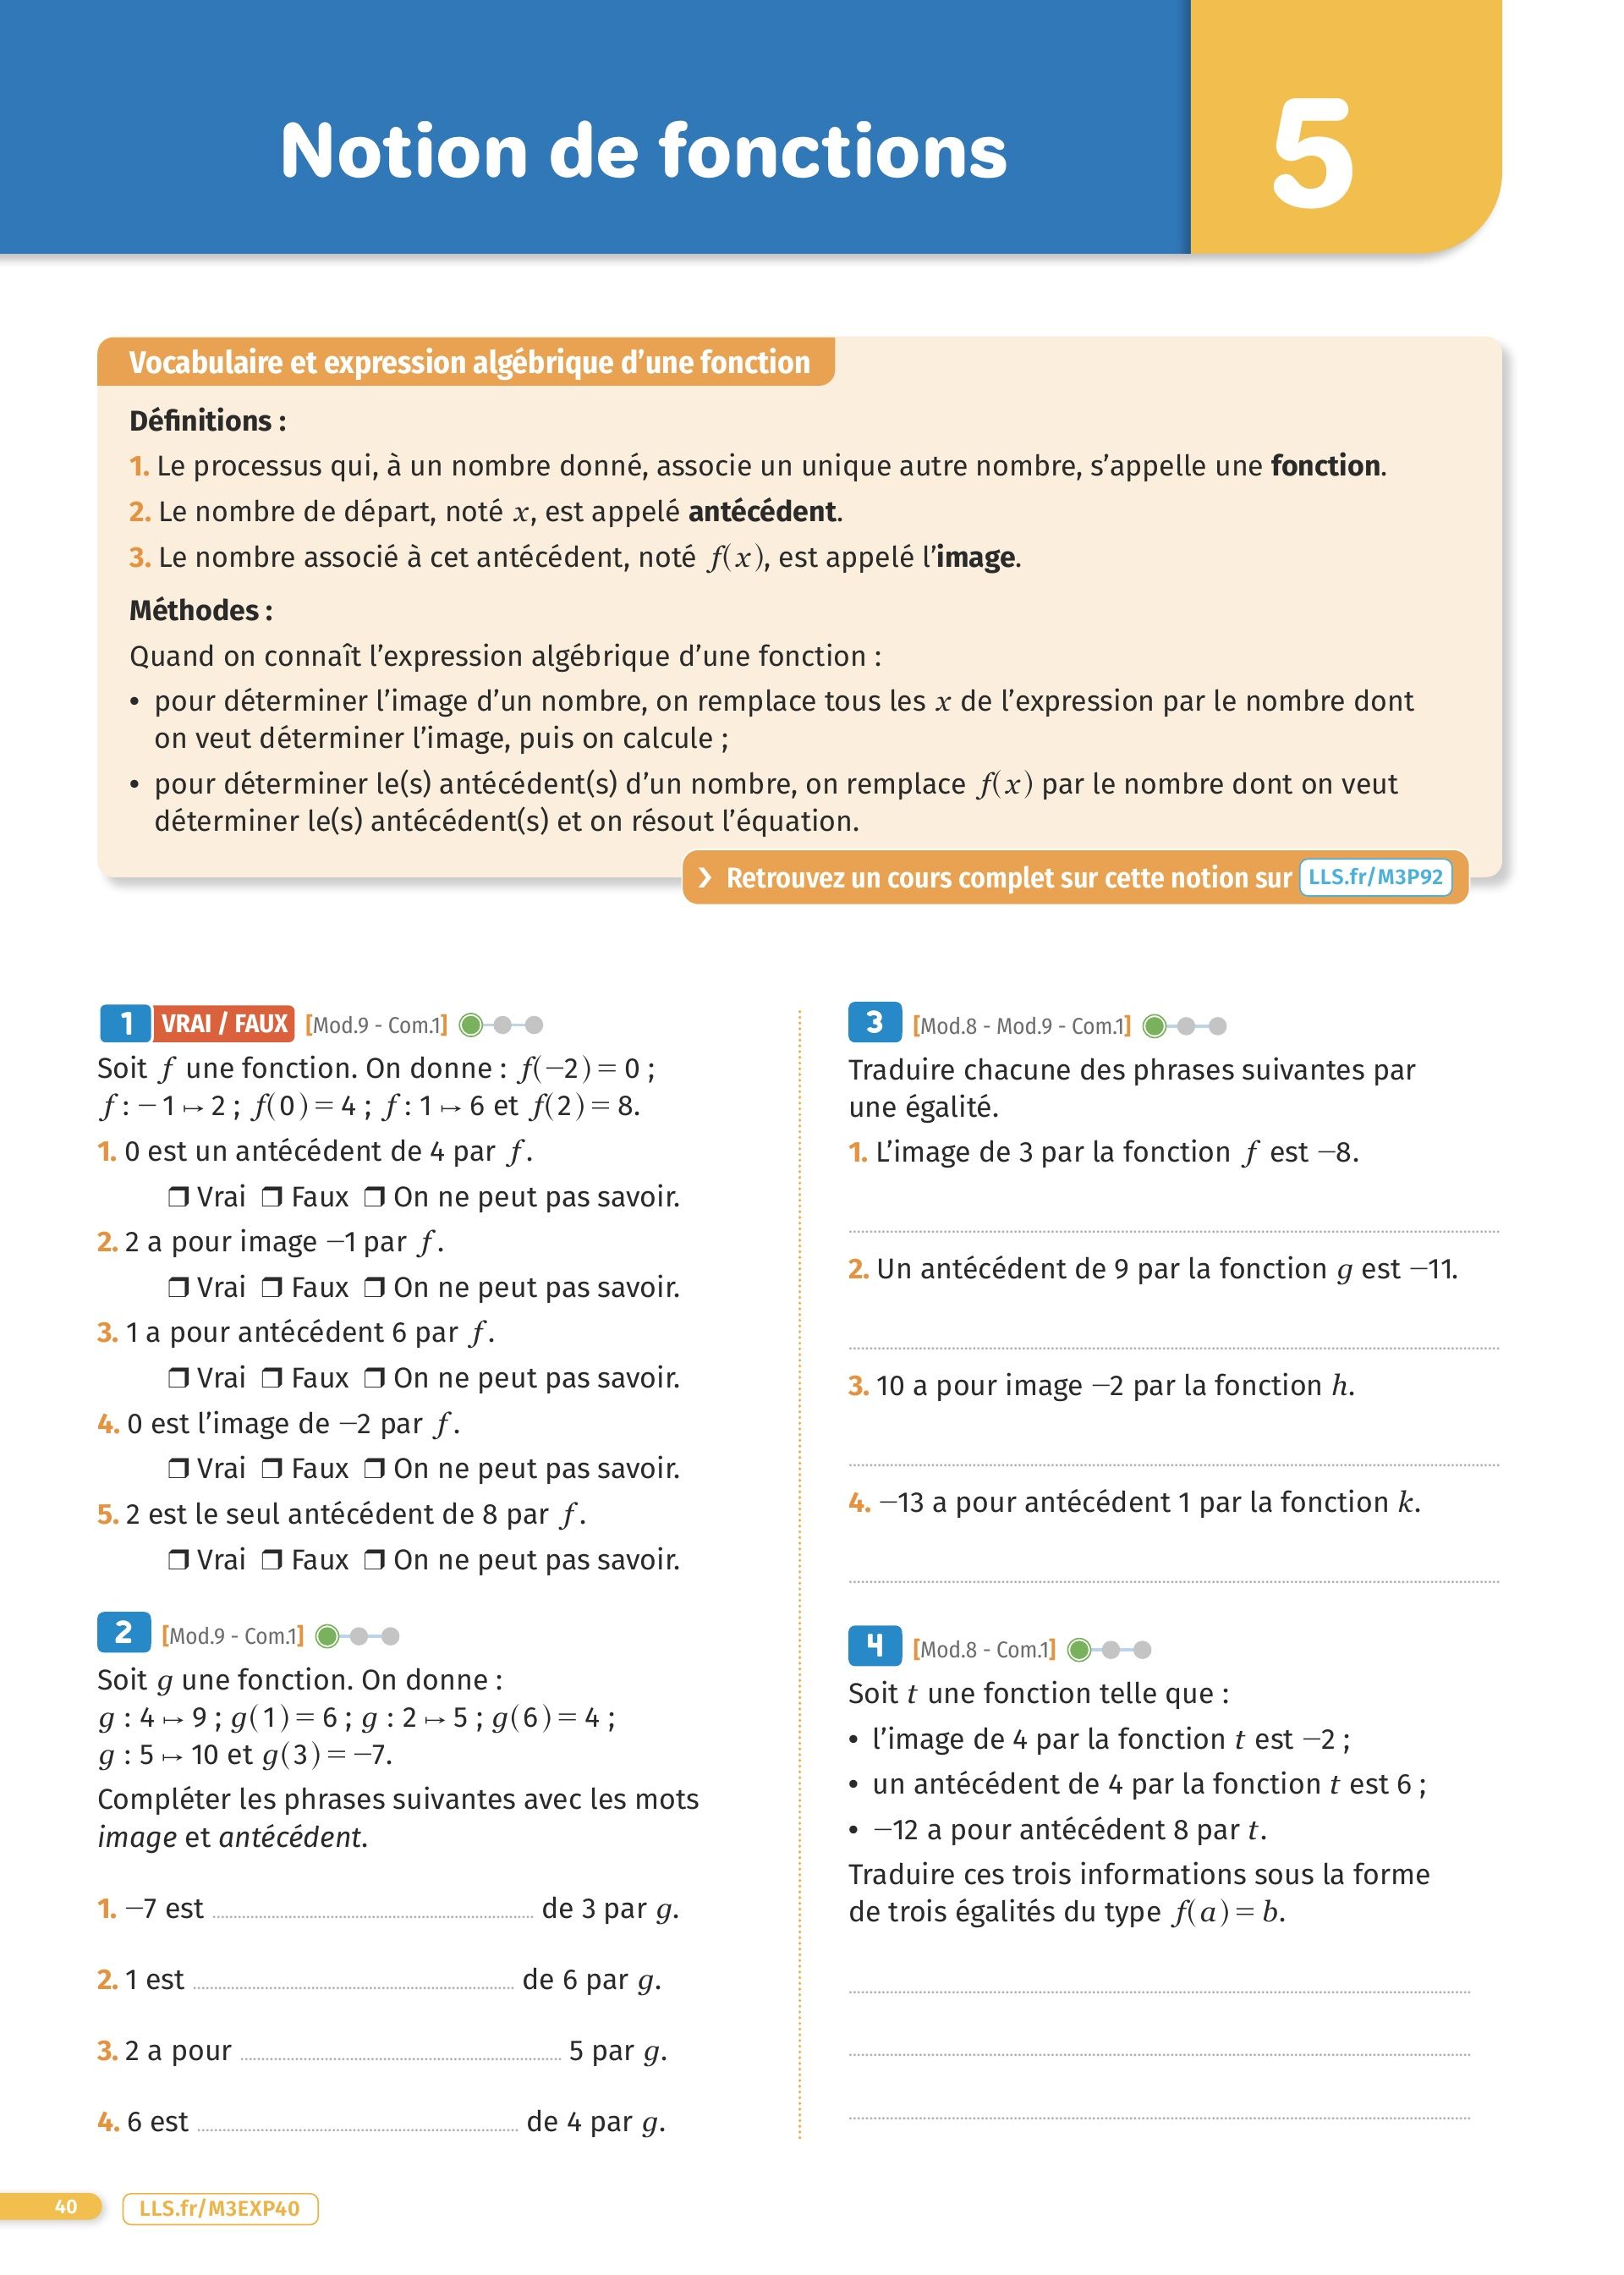 Notion de fonctions
5
Vocabulaire et expression algébrique d’une fonction
Définitions :
1. Le processus qui, à un nombre donné, associe un unique autre nombre, s’appelle une fonction.
2. Le nombre de départ, noté x, est appelé antécédent.
3. Le nombre associé à cet antécédent, noté f(x), est appelé l’image.
Méthodes :
Quand on connaît l’expression algébrique d’une fonction :
• pour déterminer l’image d’un nombre, on remplace tous les x de l’expression par le nombre dont
on veut déterminer l’image, puis on calcule ;
• pour déterminer le(s) antécédent(s) d’un nombre, on remplace f(x) par le nombre dont on veut
déterminer le(s) antécédent(s) et on résout l’équation.
❯ Retrouvez un cours complet sur cette notion sur LLS.fr/M3P92
1 VRAI / FAUX [Mod.9 - Com.1]
Soit f une fonction. On donne : f(−2) = 0 ;
f : −1 ↦ 2 ; f(0) = 4 ; f : 1 ↦ 6 et f(2) = 8.
1. 0 est un antécédent de 4 par f.
❒ Vrai ❒ Faux ❒ On ne peut pas savoir.
2. 2 a pour image −1 par f.
❒ Vrai ❒ Faux ❒ On ne peut pas savoir.
3. 1 a pour antécédent 6 par f.
❒ Vrai ❒ Faux ❒ On ne peut pas savoir.
4. 0 est l’image de −2 par f.
❒ Vrai ❒ Faux ❒ On ne peut pas savoir.
5. 2 est le seul antécédent de 8 par f.
❒ Vrai ❒ Faux ❒ On ne peut pas savoir.
2 [Mod.9 - Com.1]
Soit g une fonction. On donne :
g : 4 ↦ 9 ; g(1) = 6 ; g : 2 ↦ 5 ; g(6) = 4 ;
g : 5 ↦ 10 et g(3) = −7.
Compléter les phrases suivantes avec les mots
image et antécédent.
1. −7 est ........ de 3 par g.
2. 1 est ........ de 6 par g.
3. 2 a pour ........ 5 par g.
4. 6 est ........ de 4 par g.
3 [Mod.8 - Mod.9 - Com.1]
Traduire chacune des phrases suivantes par
une égalité.
1. L’image de 3 par la fonction f est −8.
2. Un antécédent de 9 par la fonction g est −11.
3. 10 a pour image −2 par la fonction h.
4. −13 a pour antécédent 1 par la fonction k.
4 [Mod.8 - Com.1]
Soit t une fonction telle que :
• l’image de 4 par la fonction t est −2 ;
• un antécédent de 4 par la fonction t est 6 ;
• −12 a pour antécédent 8 par t.
Traduire ces trois informations sous la forme
de trois égalités du type f(a) = b.
40
LLS.fr/M3EXP40